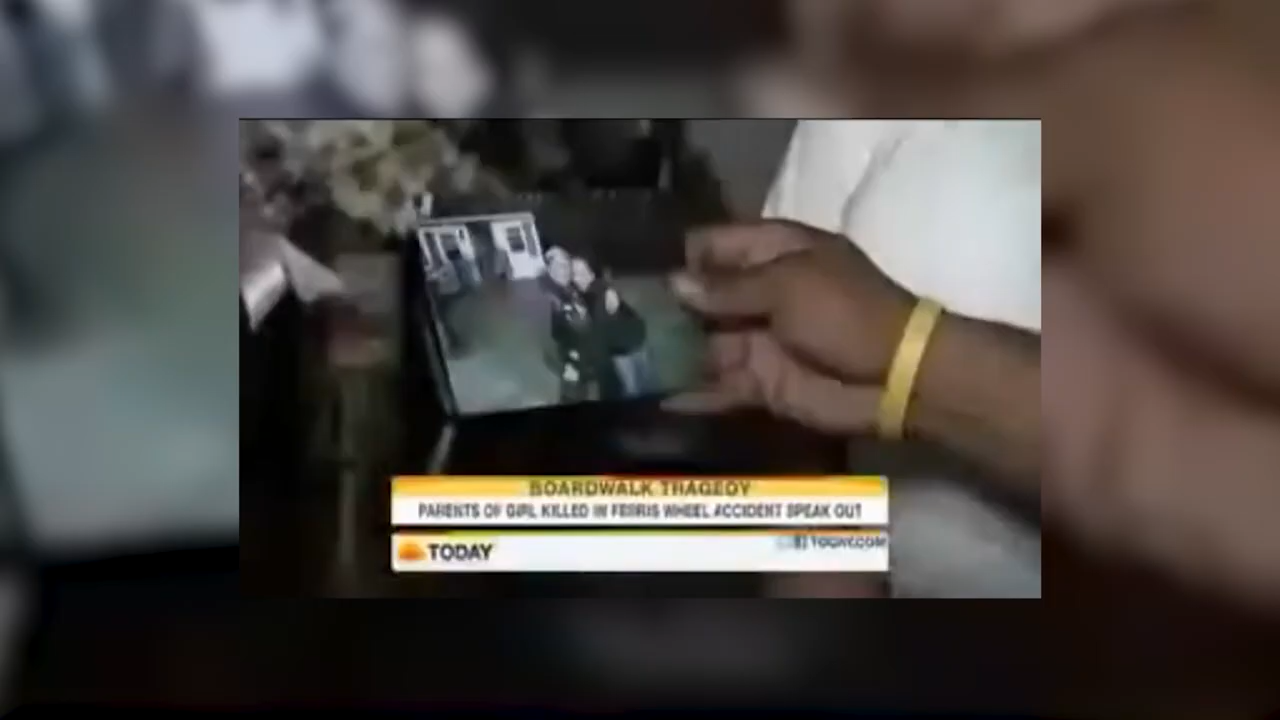 BOARDWALK TRAGEDY
PARENTS OF GIRL KILLED IN FERRIS WHEEL ACCIDENT SPEAK OUT
TODAY
TODAY.COM